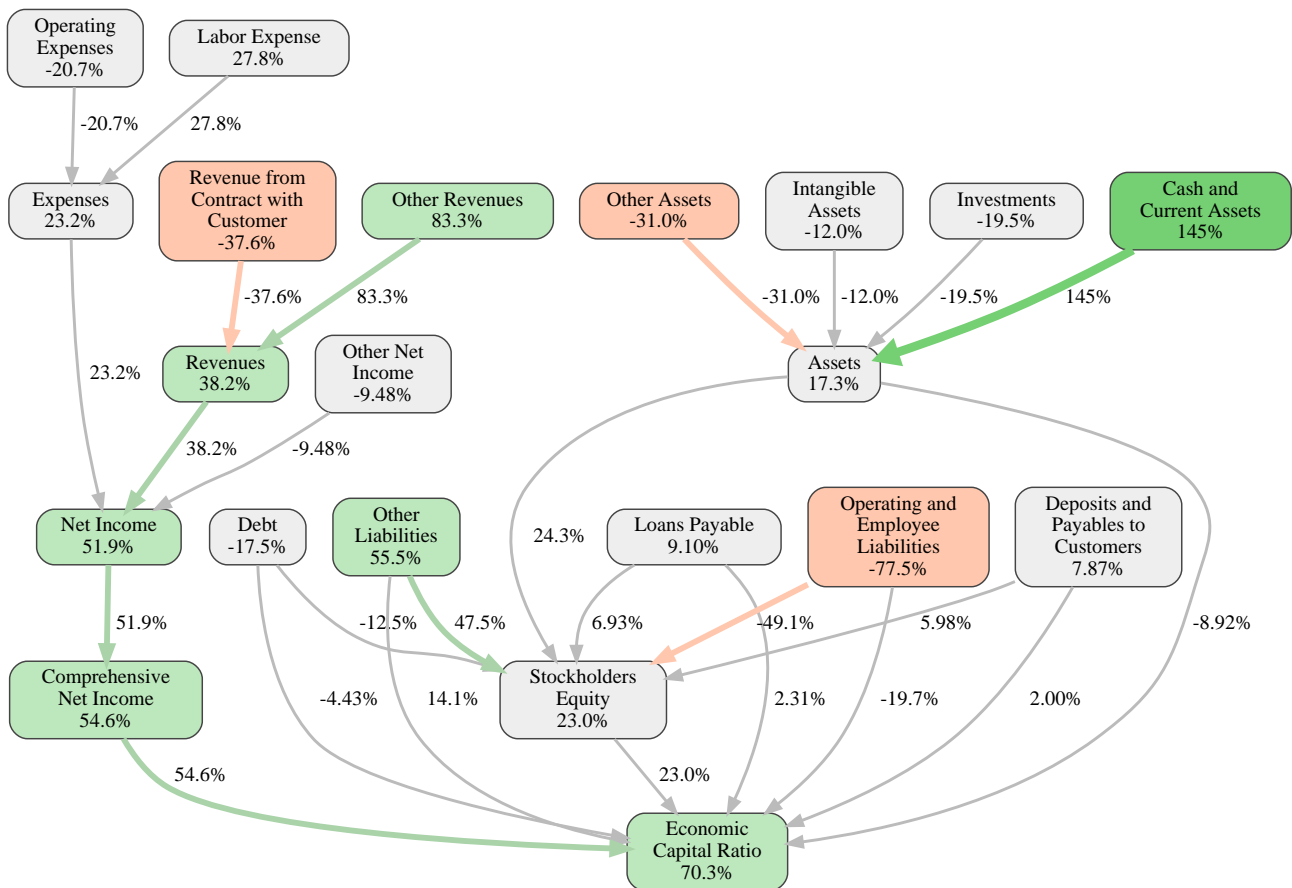 Operating
Expenses
-20.7%
Labor Expense
27.8%
-20.7%
27.8%
Expenses
23.2%
Revenue from
Contract with
Customer
-37.6%
Other Revenues
83.3%
Other Assets
-31.0%
Intangible
Assets
-12.0%
Investments
-19.5%
Cash and
Current Assets
145%
-37.6%
83.3%
-31.0%
-12.0%
-19.5%
145%
23.2%
Revenues
38.2%
Other Net
Income
-9.48%
Assets
17.3%
38.2%
-9.48%
Net Income
51.9%
Debt
-17.5%
Other
Liabilities
55.5%
24.3%
Loans Payable
9.10%
Operating and
Employee
Liabilities
-77.5%
Deposits and
Payables to
Customers
7.87%
51.9%
-12.5%
47.5%
6.93%
-49.1%
5.98%
-8.92%
Comprehensive
Net Income
54.6%
-4.43%
14.1%
Stockholders
Equity
23.0%
2.31%
-19.7%
2.00%
54.6%
23.0%
Economic
Capital Ratio
70.3%